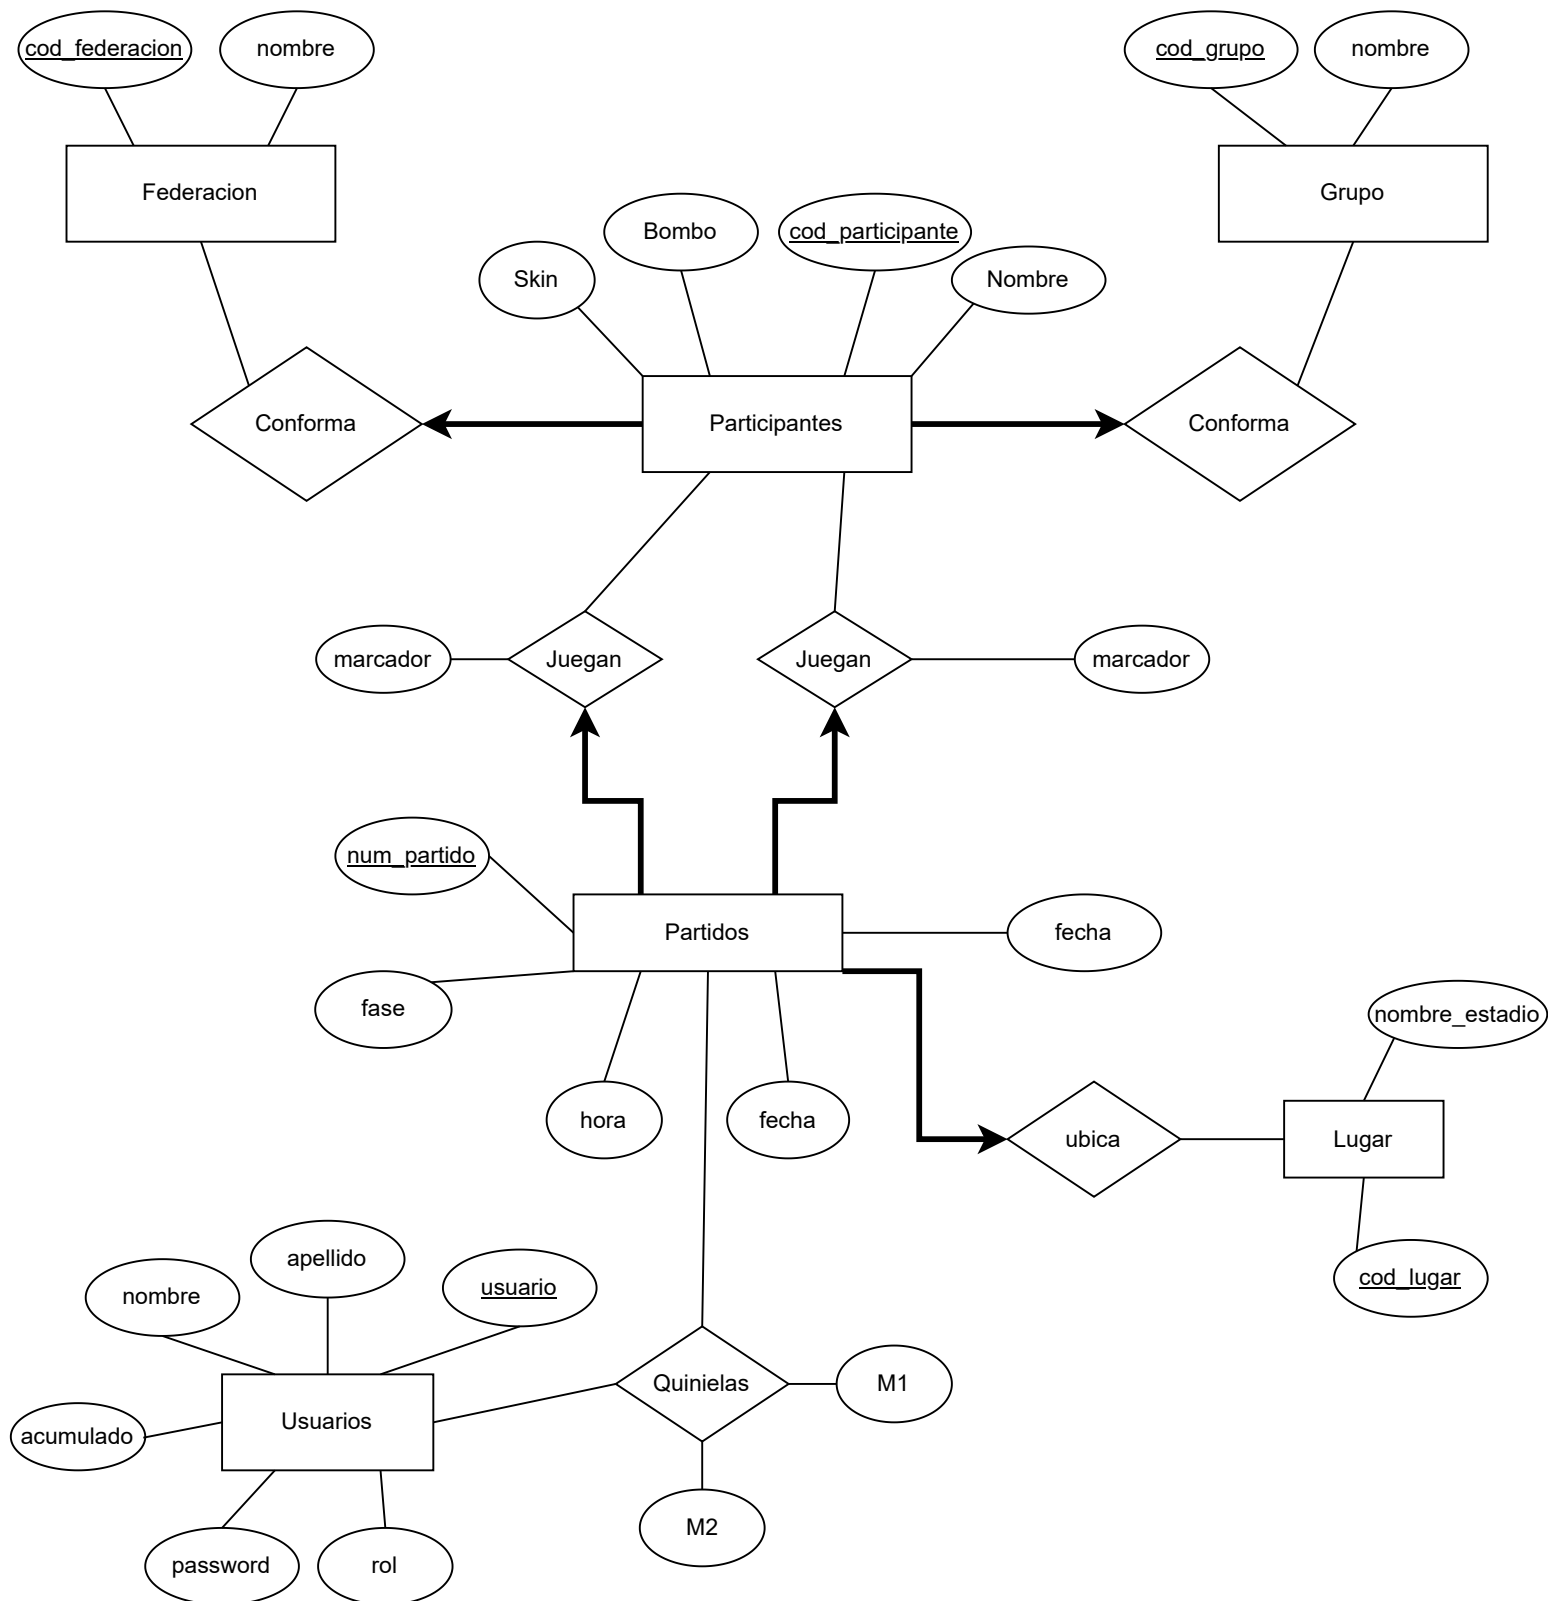 cod_federacion
nombre
cod_grupo
nombre
Federacion
Grupo
Bombo
cod_participante
Skin
Nombre
Conforma
Participantes
Conforma
marcador
Juegan
Juegan
marcador
num_partido
Partidos
fecha
fase
nombre_estadio
hora
fecha
ubica
Lugar
apellido
usuario
cod_lugar
nombre
Quinielas
M1
Usuarios
acumulado
M2
password
rol